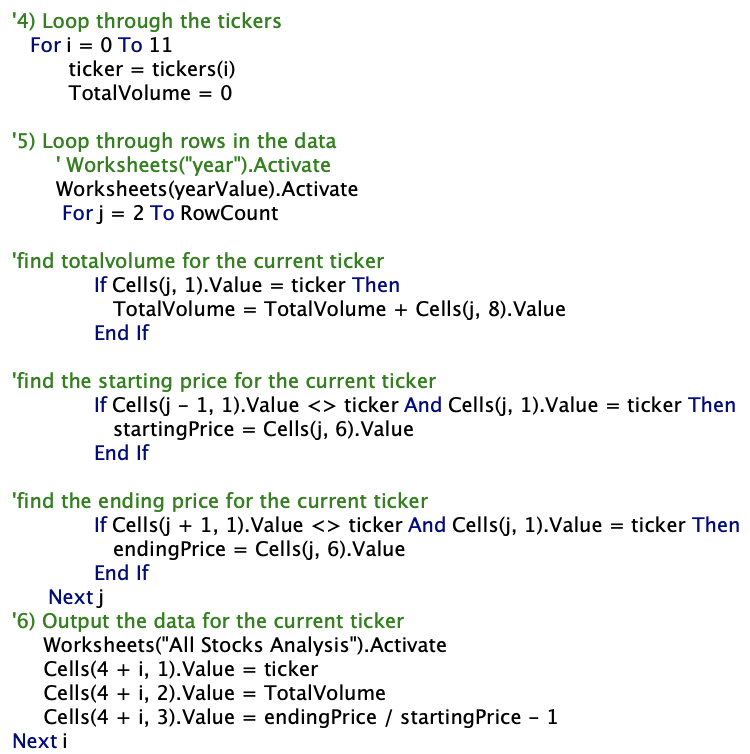 '4) Loop through the tickers
For i = 0 To 11
ticker = tickers(i)
TotalVolume = 0
'5) Loop through rows in the data
' Worksheets("year").Activate
Worksheets(yearValue).Activate
For j = 2 To RowCount
'find totalvolume for the current ticker
If Cells(j, 1).Value = ticker Then
TotalVolume = TotalVolume + Cells(j, 8).Value
End If
'find the starting price for the current ticker
If Cells(j - 1, 1).Value <> ticker And Cells(j, 1).Value = ticker Then
startingPrice = Cells(j, 6).Value
End If
'find the ending price for the current ticker
If Cells(j + 1, 1).Value <> ticker And Cells(j, 1).Value = ticker Then
endingPrice = Cells(j, 6).Value
End If
Next j
'6) Output the data for the current ticker
Worksheets("All Stocks Analysis").Activate
Cells(4 + i, 1).Value = ticker
Cells(4 + i, 2).Value = TotalVolume
Cells(4 + i, 3).Value = endingPrice / startingPrice - 1
Next i